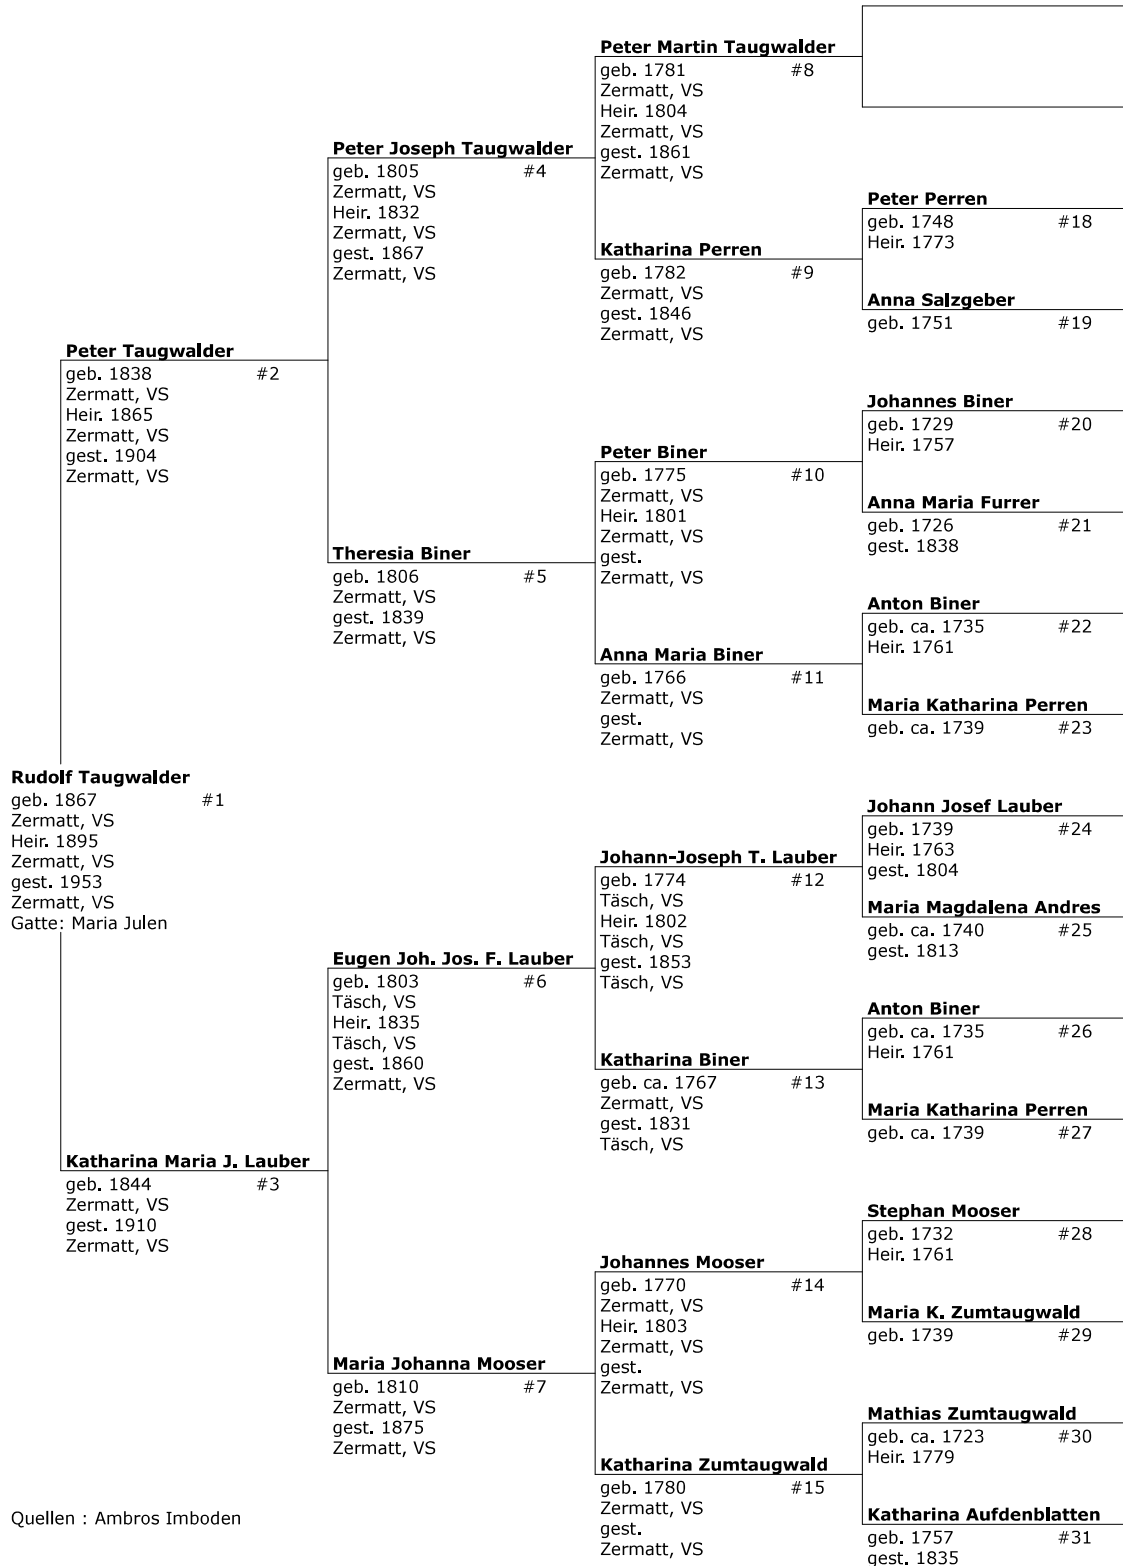 Peter Martin Taugwalder
geb. 1781 #8
Zermatt, VS
Heir. 1804
Zermatt, VS
gest. 1861
Zermatt, VS
Peter Joseph Taugwalder
geb. 1805 #4
Zermatt, VS
Heir. 1832
Zermatt, VS
gest. 1867
Zermatt, VS
Peter Perren
geb. 1748 #18
Heir. 1773
Katharina Perren
geb. 1782 #9
Zermatt, VS
gest. 1846
Zermatt, VS
Anna Salzgeber
geb. 1751 #19
Peter Taugwalder
geb. 1838 #2
Zermatt, VS
Heir. 1865
Zermatt, VS
gest. 1904
Zermatt, VS
Johannes Biner
geb. 1729 #20
Heir. 1757
Peter Biner
geb. 1775 #10
Zermatt, VS
Heir. 1801
Zermatt, VS
gest.
Zermatt, VS
Anna Maria Furrer
geb. 1726 #21
gest. 1838
Theresia Biner
geb. 1806 #5
Zermatt, VS
gest. 1839
Zermatt, VS
Anton Biner
geb. ca. 1735 #22
Heir. 1761
Anna Maria Biner
geb. 1766 #11
Zermatt, VS
gest.
Zermatt, VS
Maria Katharina Perren
geb. ca. 1739 #23
Rudolf Taugwalder
geb. 1867 #1
Zermatt, VS
Heir. 1895
Zermatt, VS
gest. 1953
Zermatt, VS
Gatte: Maria Julen
Johann Josef Lauber
geb. 1739 #24
Heir. 1763
gest. 1804
Johann-Joseph T. Lauber
geb. 1774 #12
Täsch, VS
Heir. 1802
Täsch, VS
gest. 1853
Täsch, VS
Maria Magdalena Andres
geb. ca. 1740 #25
gest. 1813
Eugen Joh. Jos. F. Lauber
geb. 1803 #6
Täsch, VS
Heir. 1835
Täsch, VS
gest. 1860
Zermatt, VS
Anton Biner
geb. ca. 1735 #26
Heir. 1761
Katharina Biner
geb. ca. 1767 #13
Zermatt, VS
gest. 1831
Täsch, VS
Maria Katharina Perren
geb. ca. 1739 #27
Katharina Maria J. Lauber
geb. 1844 #3
Zermatt, VS
gest. 1910
Zermatt, VS
Stephan Mooser
geb. 1732 #28
Heir. 1761
Johannes Mooser
geb. 1770 #14
Zermatt, VS
Heir. 1803
Zermatt, VS
gest.
Zermatt, VS
Maria K. Zumtaugwald
geb. 1739 #29
Maria Johanna Mooser
geb. 1810 #7
Zermatt, VS
gest. 1875
Zermatt, VS
Mathias Zumtaugwald
geb. ca. 1723 #30
Heir. 1779
Katharina Zumtaugwald
geb. 1780 #15
Zermatt, VS
gest.
Zermatt, VS
Katharina Aufdenblatten
geb. 1757 #31
gest. 1835
Quellen : Ambros Imboden